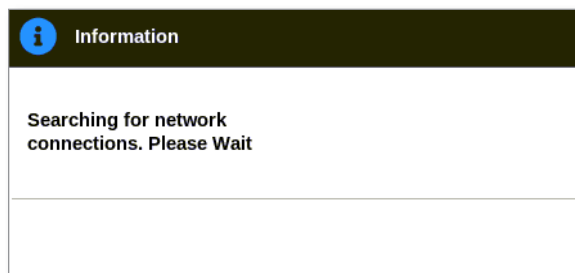 Information
Searching for network
connections. Please Wait